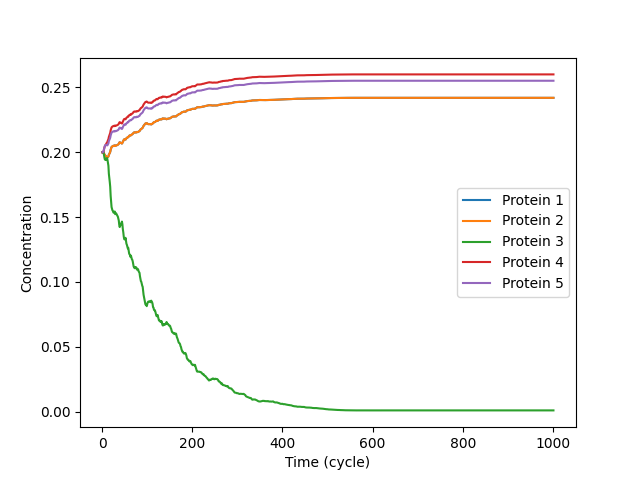 0.25
0.20
0.15
0.10
0.05
0.00
Concentration
Protein 1
Protein 2
Protein 3
Protein 4
Protein 5
0 200 400 600 800 1000
Time (cycle)